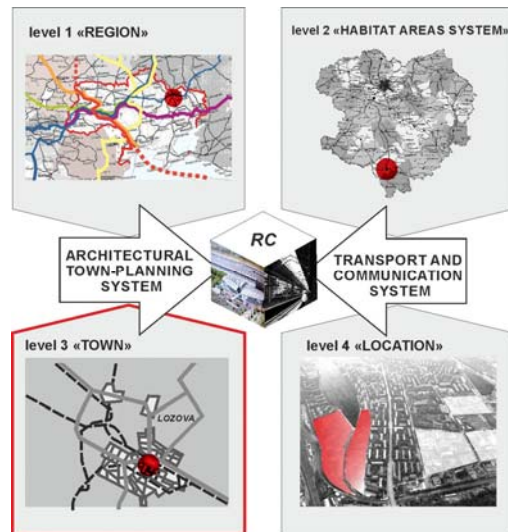 level 1 «REGION»
level 2 «HABITAT AREAS SYSTEM»
ARCHITECTURAL
TOWN-PLANNING
SYSTEM
RC
TRANSPORT AND
COMMUNICATION
SYSTEM
level 3 «TOWN»
LOZOVA
level 4 «LOCATION»